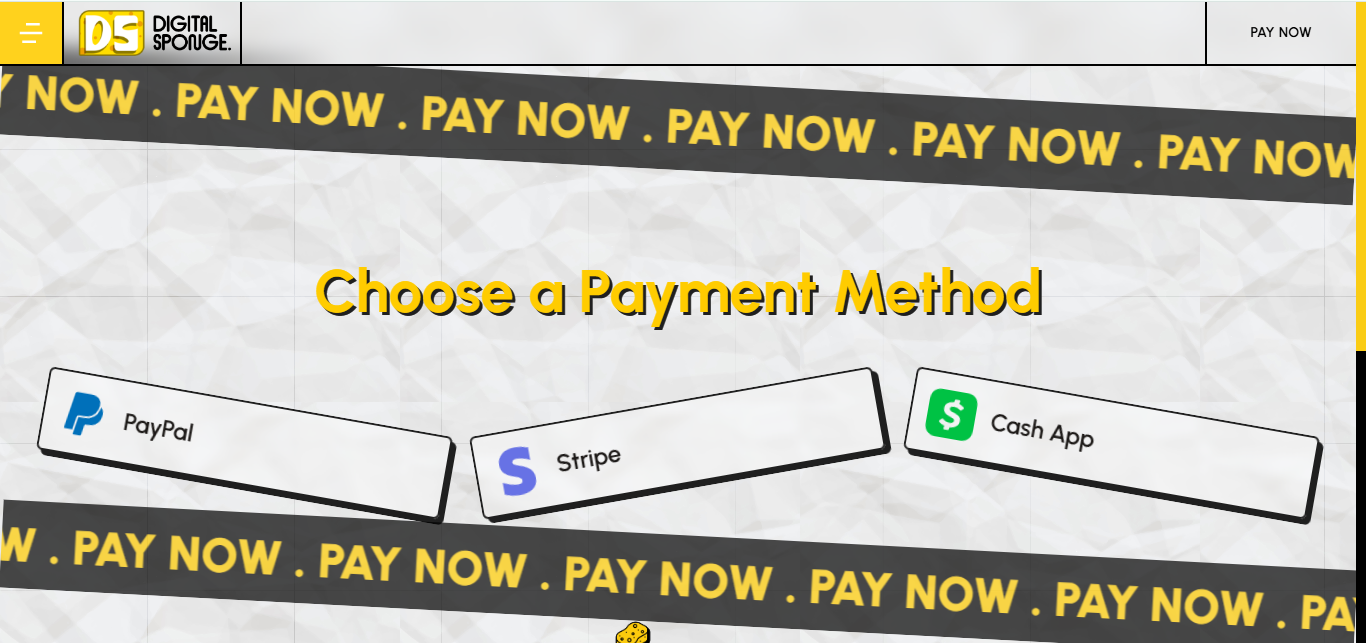 DS DIGITAL
SPONGE.
PAY NOW
Y NOW . PAY NOW . PAY NOW . PAY NOW . PAY NOW . PAY NOW
Choose a Payment Method
PayPal
Stripe
Cash App
W . PAY NOW . PAY NOW . PAY NOW . PAY NOW . PAY NOW . PA